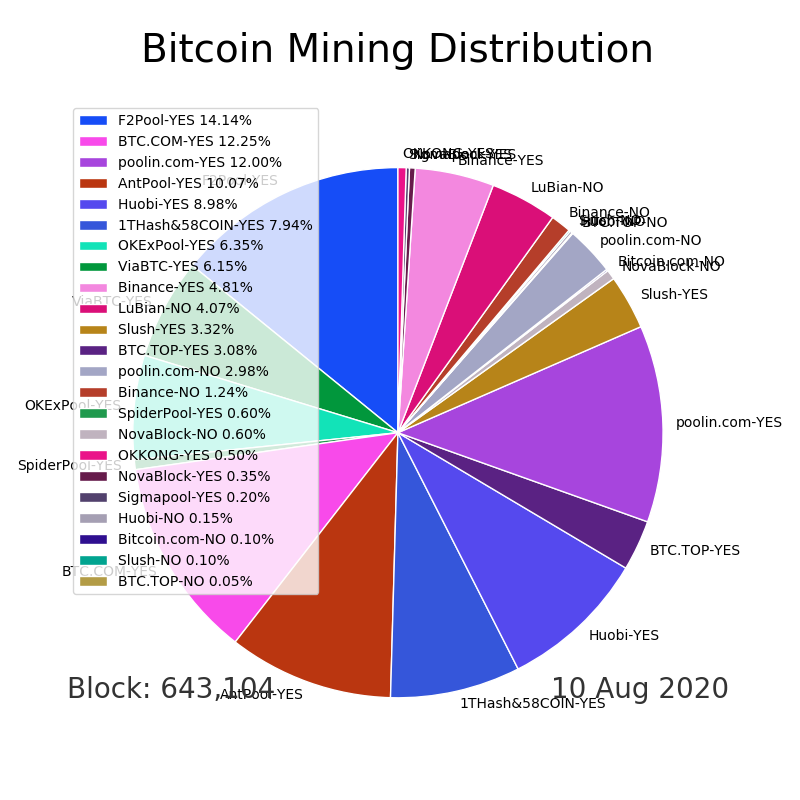 Bitcoin Mining Distribution
F2Pool-YES 14.14%
BTC.COM-YES 12.25%
poolin.com-YES 12.00%
AntPool-YES 10.07%
Huobi-YES 8.98%
1THash&58COIN-YES 7.94%
OKExPool-YES 6.35%
ViaBTC-YES 6.15%
Binance-YES 4.81%
LuBian-NO 4.07%
Slush-YES 3.32%
BTC.TOP-YES 3.08%
poolin.com-NO 2.98%
Binance-NO 1.24%
SpiderPool-YES 0.60%
NovaBlock-NO 0.60%
OKKONG-YES 0.50%
NovaBlock-YES 0.35%
Sigmapool-YES 0.20%
Huobi-NO 0.15%
Bitcoin.com-NO 0.10%
Slush-NO 0.10%
BTC.TOP-NO 0.05%
F2Pool-YES
ViaBTC-YES
OKExPool-YES
SpiderPool-YES
BTC.COM-YES
AntPool-YES
1THash&58COIN-YES
Huobi-YES
BTC.TOP-YES
poolin.com-YES
Slush-YES
NovaBlock-NO
Bitcoin.com-NO
poolin.com-NO
BTC.TOP-NO
Binance-NO
LuBian-NO
Binance-YES
OKKONG-YES
Block: 643,104
10 Aug 2020